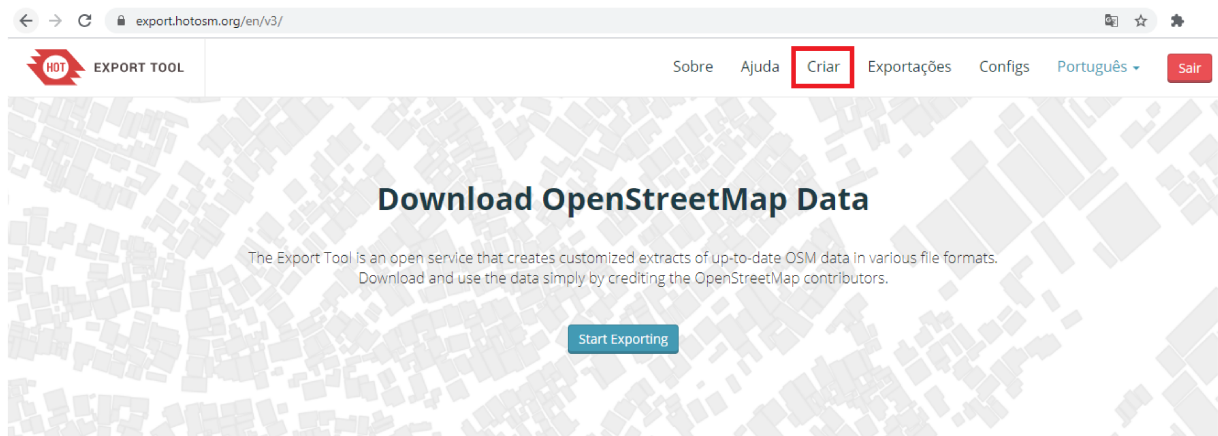 export.hotosm.org/en/v3/
HOT EXPORT TOOL Sobre Ajuda Criar Exportações Configs Português Sair
Download OpenStreetMap Data
The Export Tool is an open service that creates customized extracts of up-to-date OSM data in various file formats.
Download and use the data simply by crediting the OpenStreetMap contributors.
Start Exporting